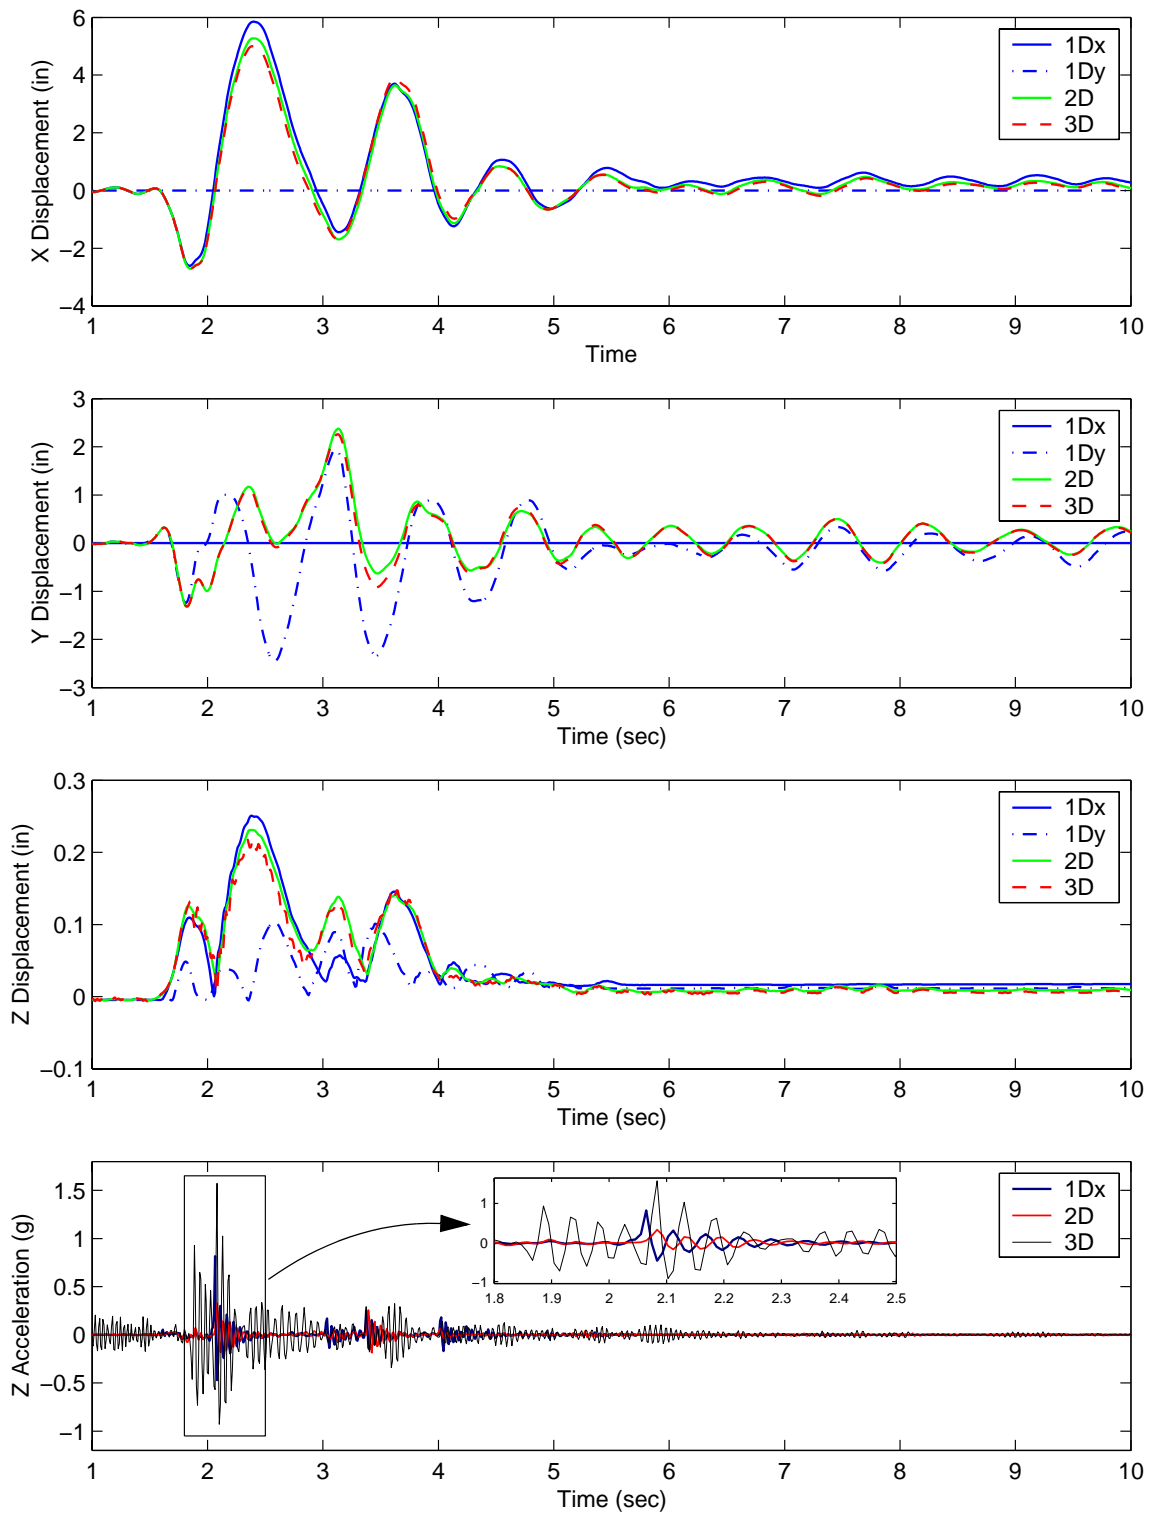 X Displacement (in)
6
4
2
0
−2
−4
1 2 3 4 5 6 7 8 9 10
Time
1Dx
1Dy
2D
3D
Y Displacement (in)
3
2
1
0
−1
−2
−3
1 2 3 4 5 6 7 8 9 10
Time (sec)
1Dx
1Dy
2D
3D
Z Displacement (in)
0.3
0.2
0.1
0
−0.1
1 2 3 4 5 6 7 8 9 10
Time (sec)
1Dx
1Dy
2D
3D
Z Acceleration (g)
1.5
1
0.5
0
−0.5
−1
1 2 3 4 5 6 7 8 9 10
Time (sec)
1
0
−1
1.8 1.9 2 2.1 2.2 2.3 2.4 2.5
1Dx
2D
3D